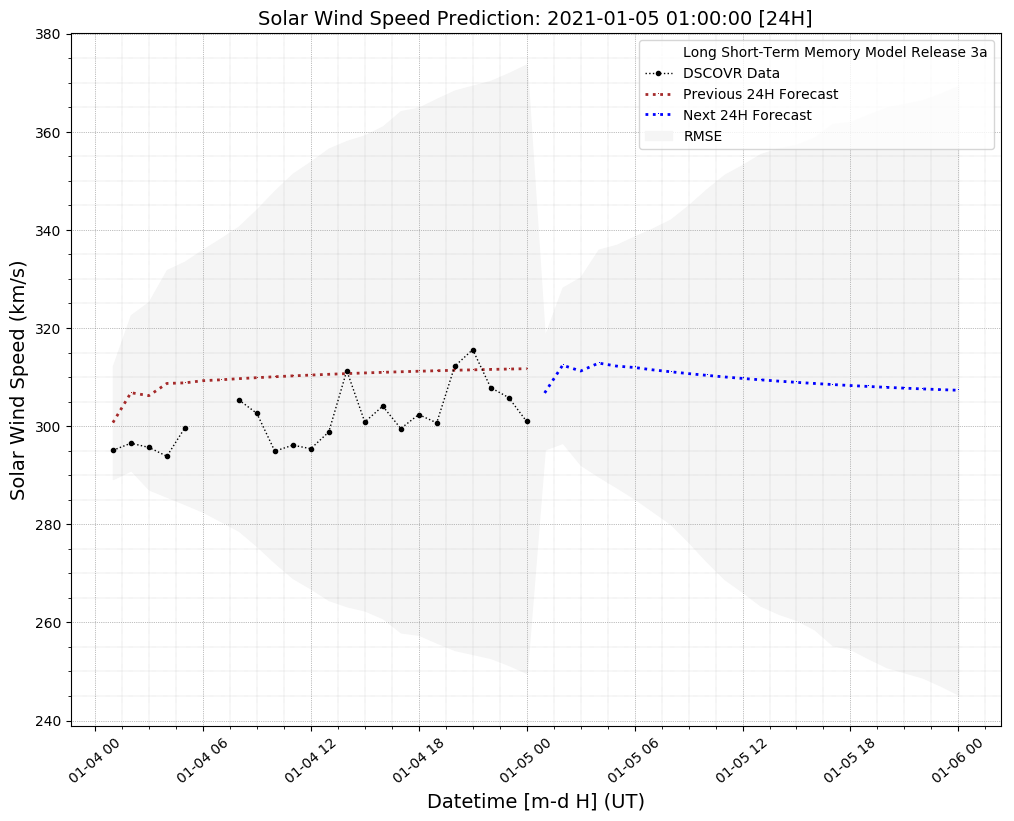 Solar Wind Speed Prediction: 2021-01-05 01:00:00 [24H]
Long Short-Term Memory Model Release 3a
DSCOVR Data
Previous 24H Forecast
Next 24H Forecast
RMSE
Solar Wind Speed (km/s)
380
360
340
320
300
280
260
240
01-04 00
01-04 06
01-04 12
01-04 18
01-05 00
01-05 06
01-05 12
01-05 18
01-06 00
Datetime [m-d H] (UT)